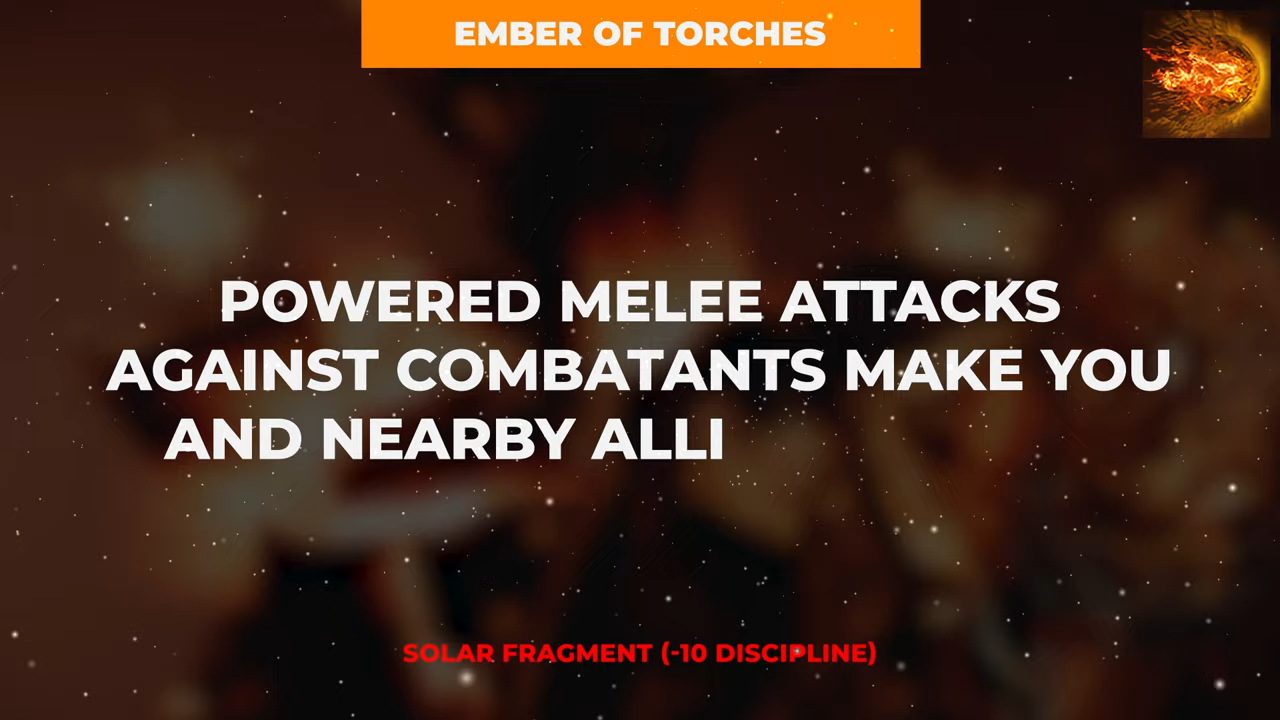 EMBER OF TORCHES
POWERED MELEE ATTACKS
AGAINST COMBATANTS MAKE YOU
AND NEARBY ALLI
SOLAR FRAGMENT (-10 DISCIPLINE)